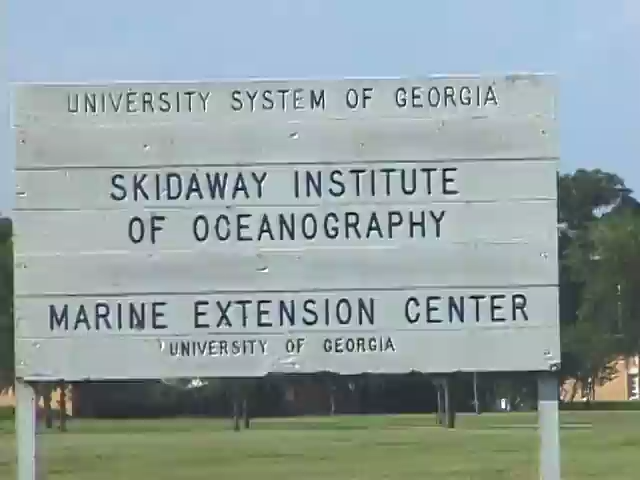 UNIVERSITY SYSTEM OF GEORGIA
SKIDAWAY INSTITUTE
OF OCEANOGRAPHY
MARINE EXTENSION CENTER
UNIVERSITY OF GEORGIA